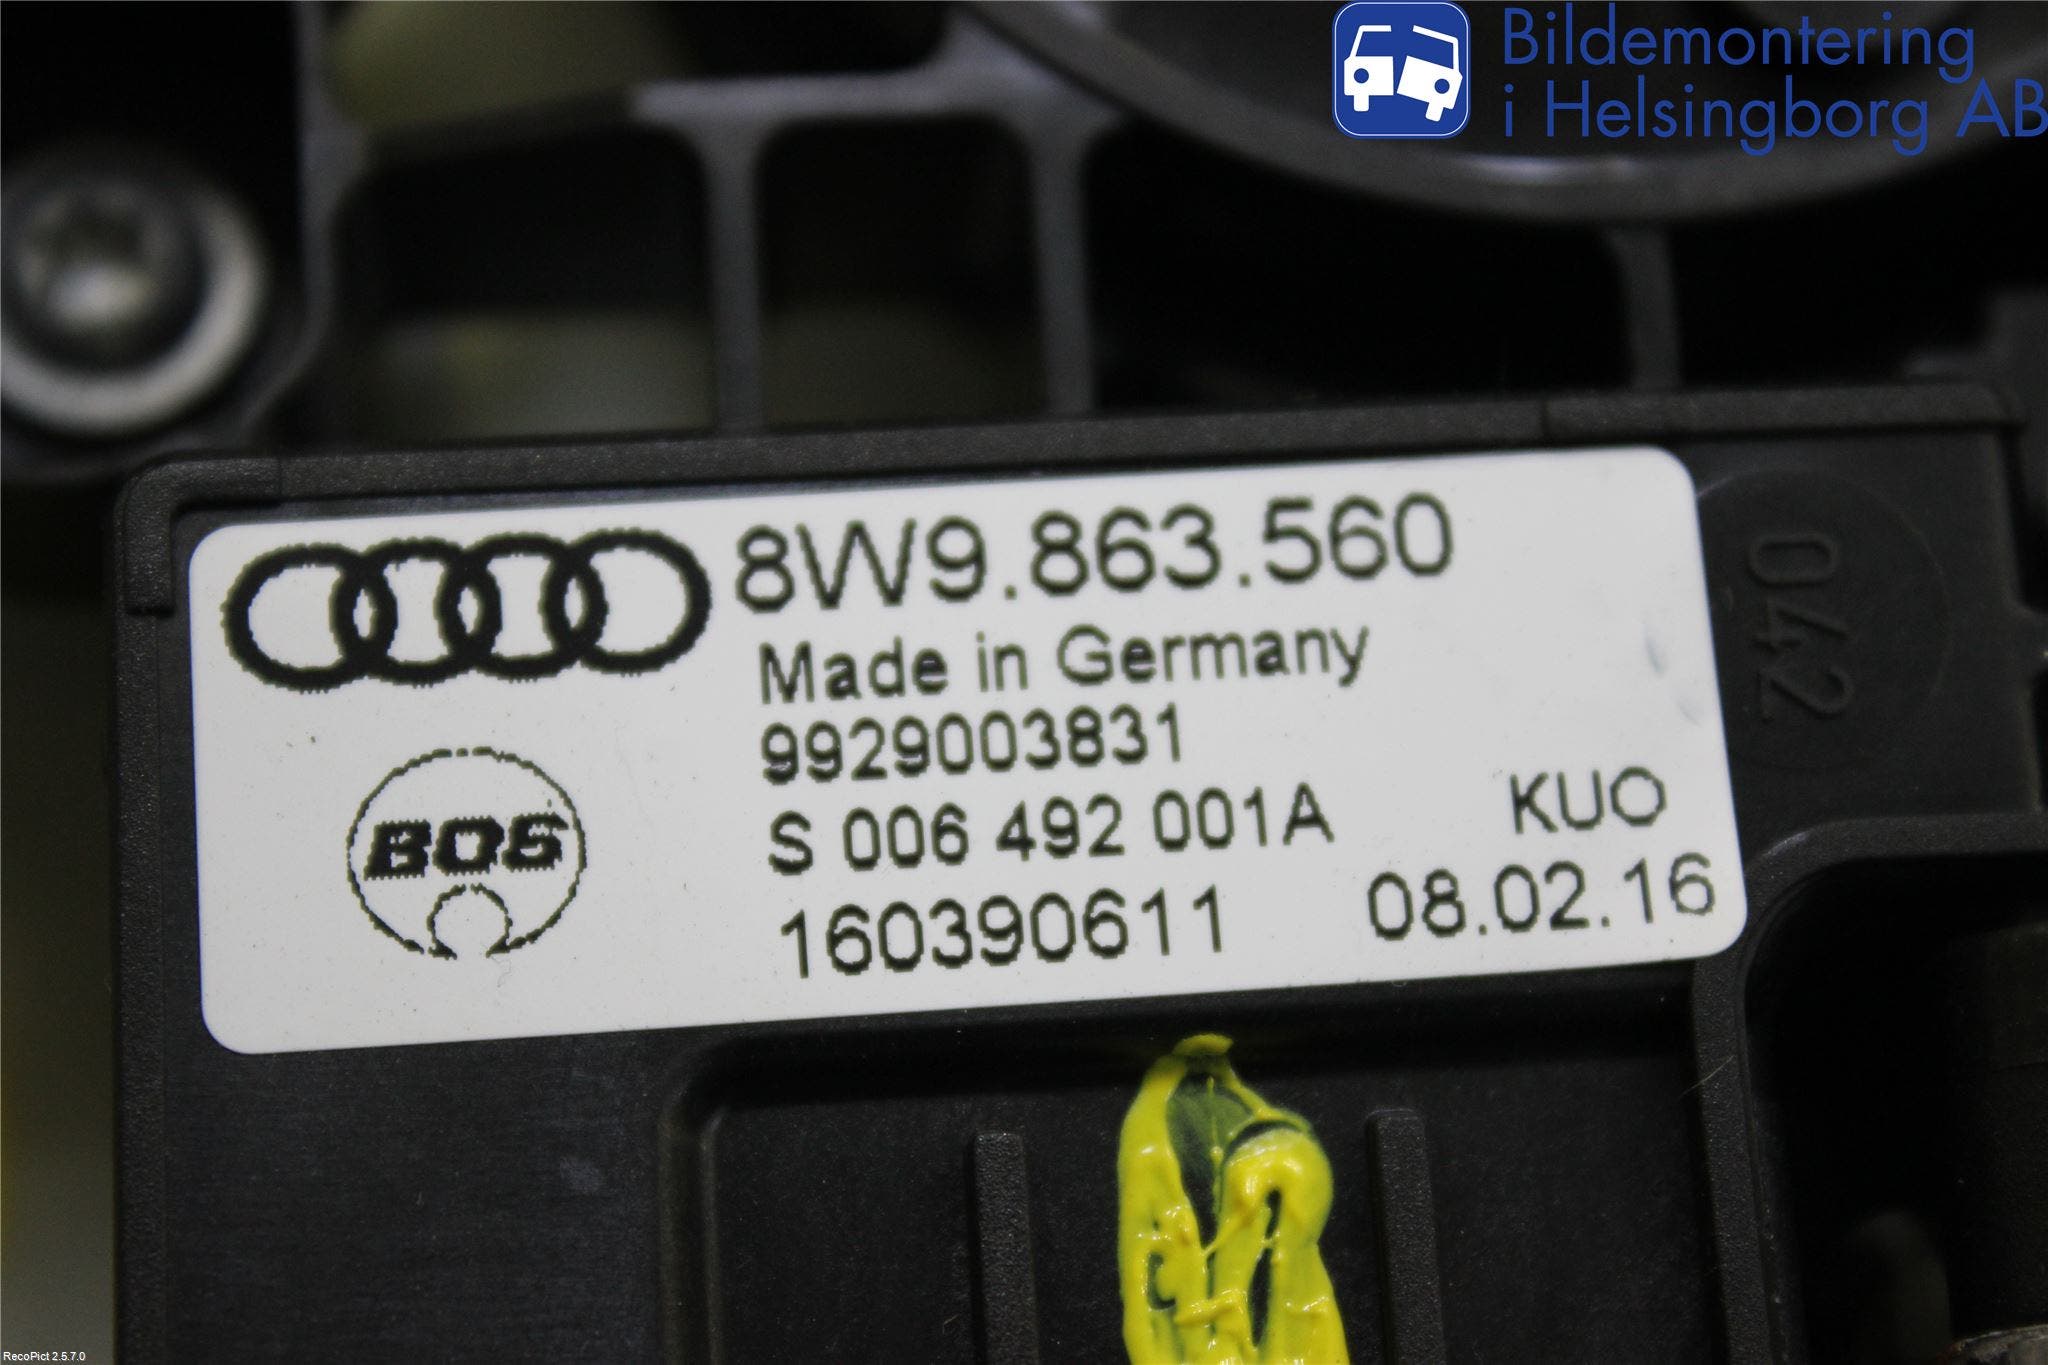 Bildemontering
i Helsingborg AB
8W9.863.560
Made in Germany
9929003831
BOS
S 006 492 001A KUO
160390611 08.02.16
042
RecoPict 2.5.7.0